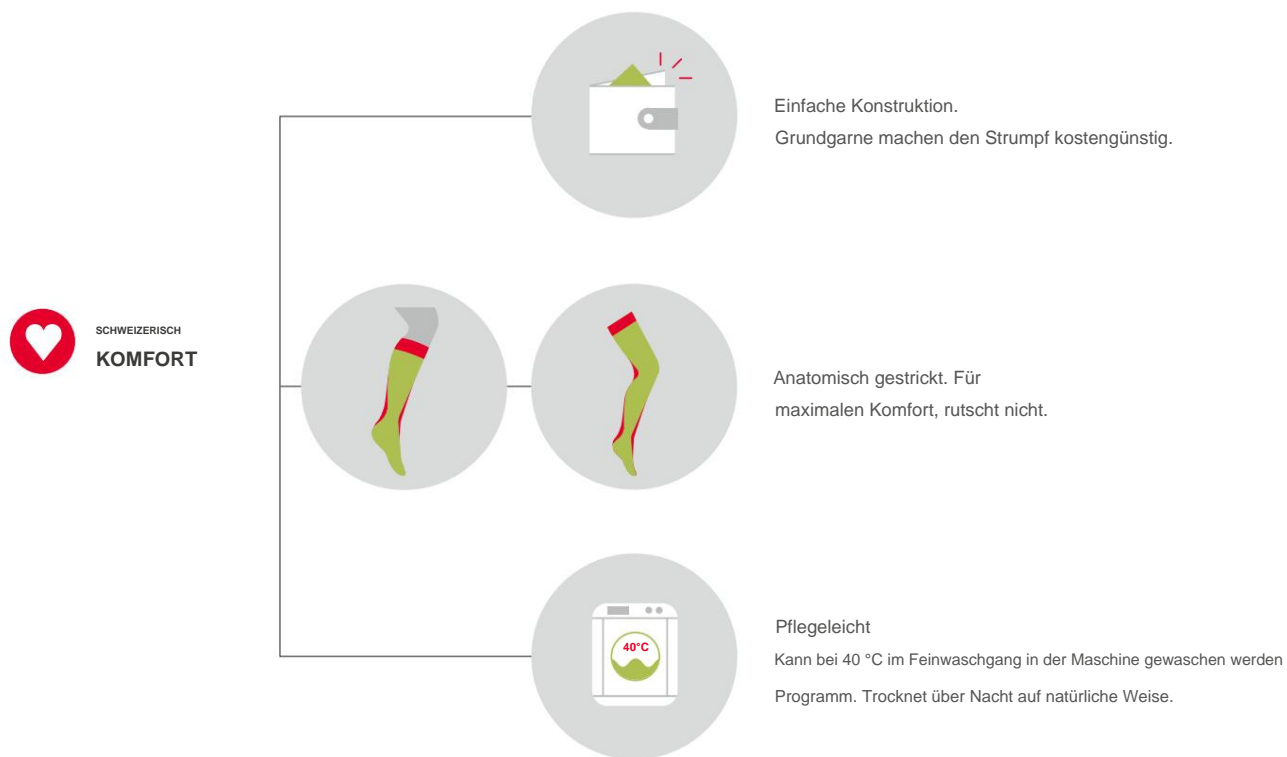 Einfache Konstruktion.
Grundgarne machen den Strumpf kostengünstig.
SCHWEIZERISCH
KOMFORT
Anatomisch gestrickt. Für
maximalen Komfort, rutscht nicht.
40°C
Pflegeleicht
Kann bei 40 °C im Feinwaschgang in der Maschine gewaschen werden
Programm. Trocknet über Nacht auf natürliche Weise.